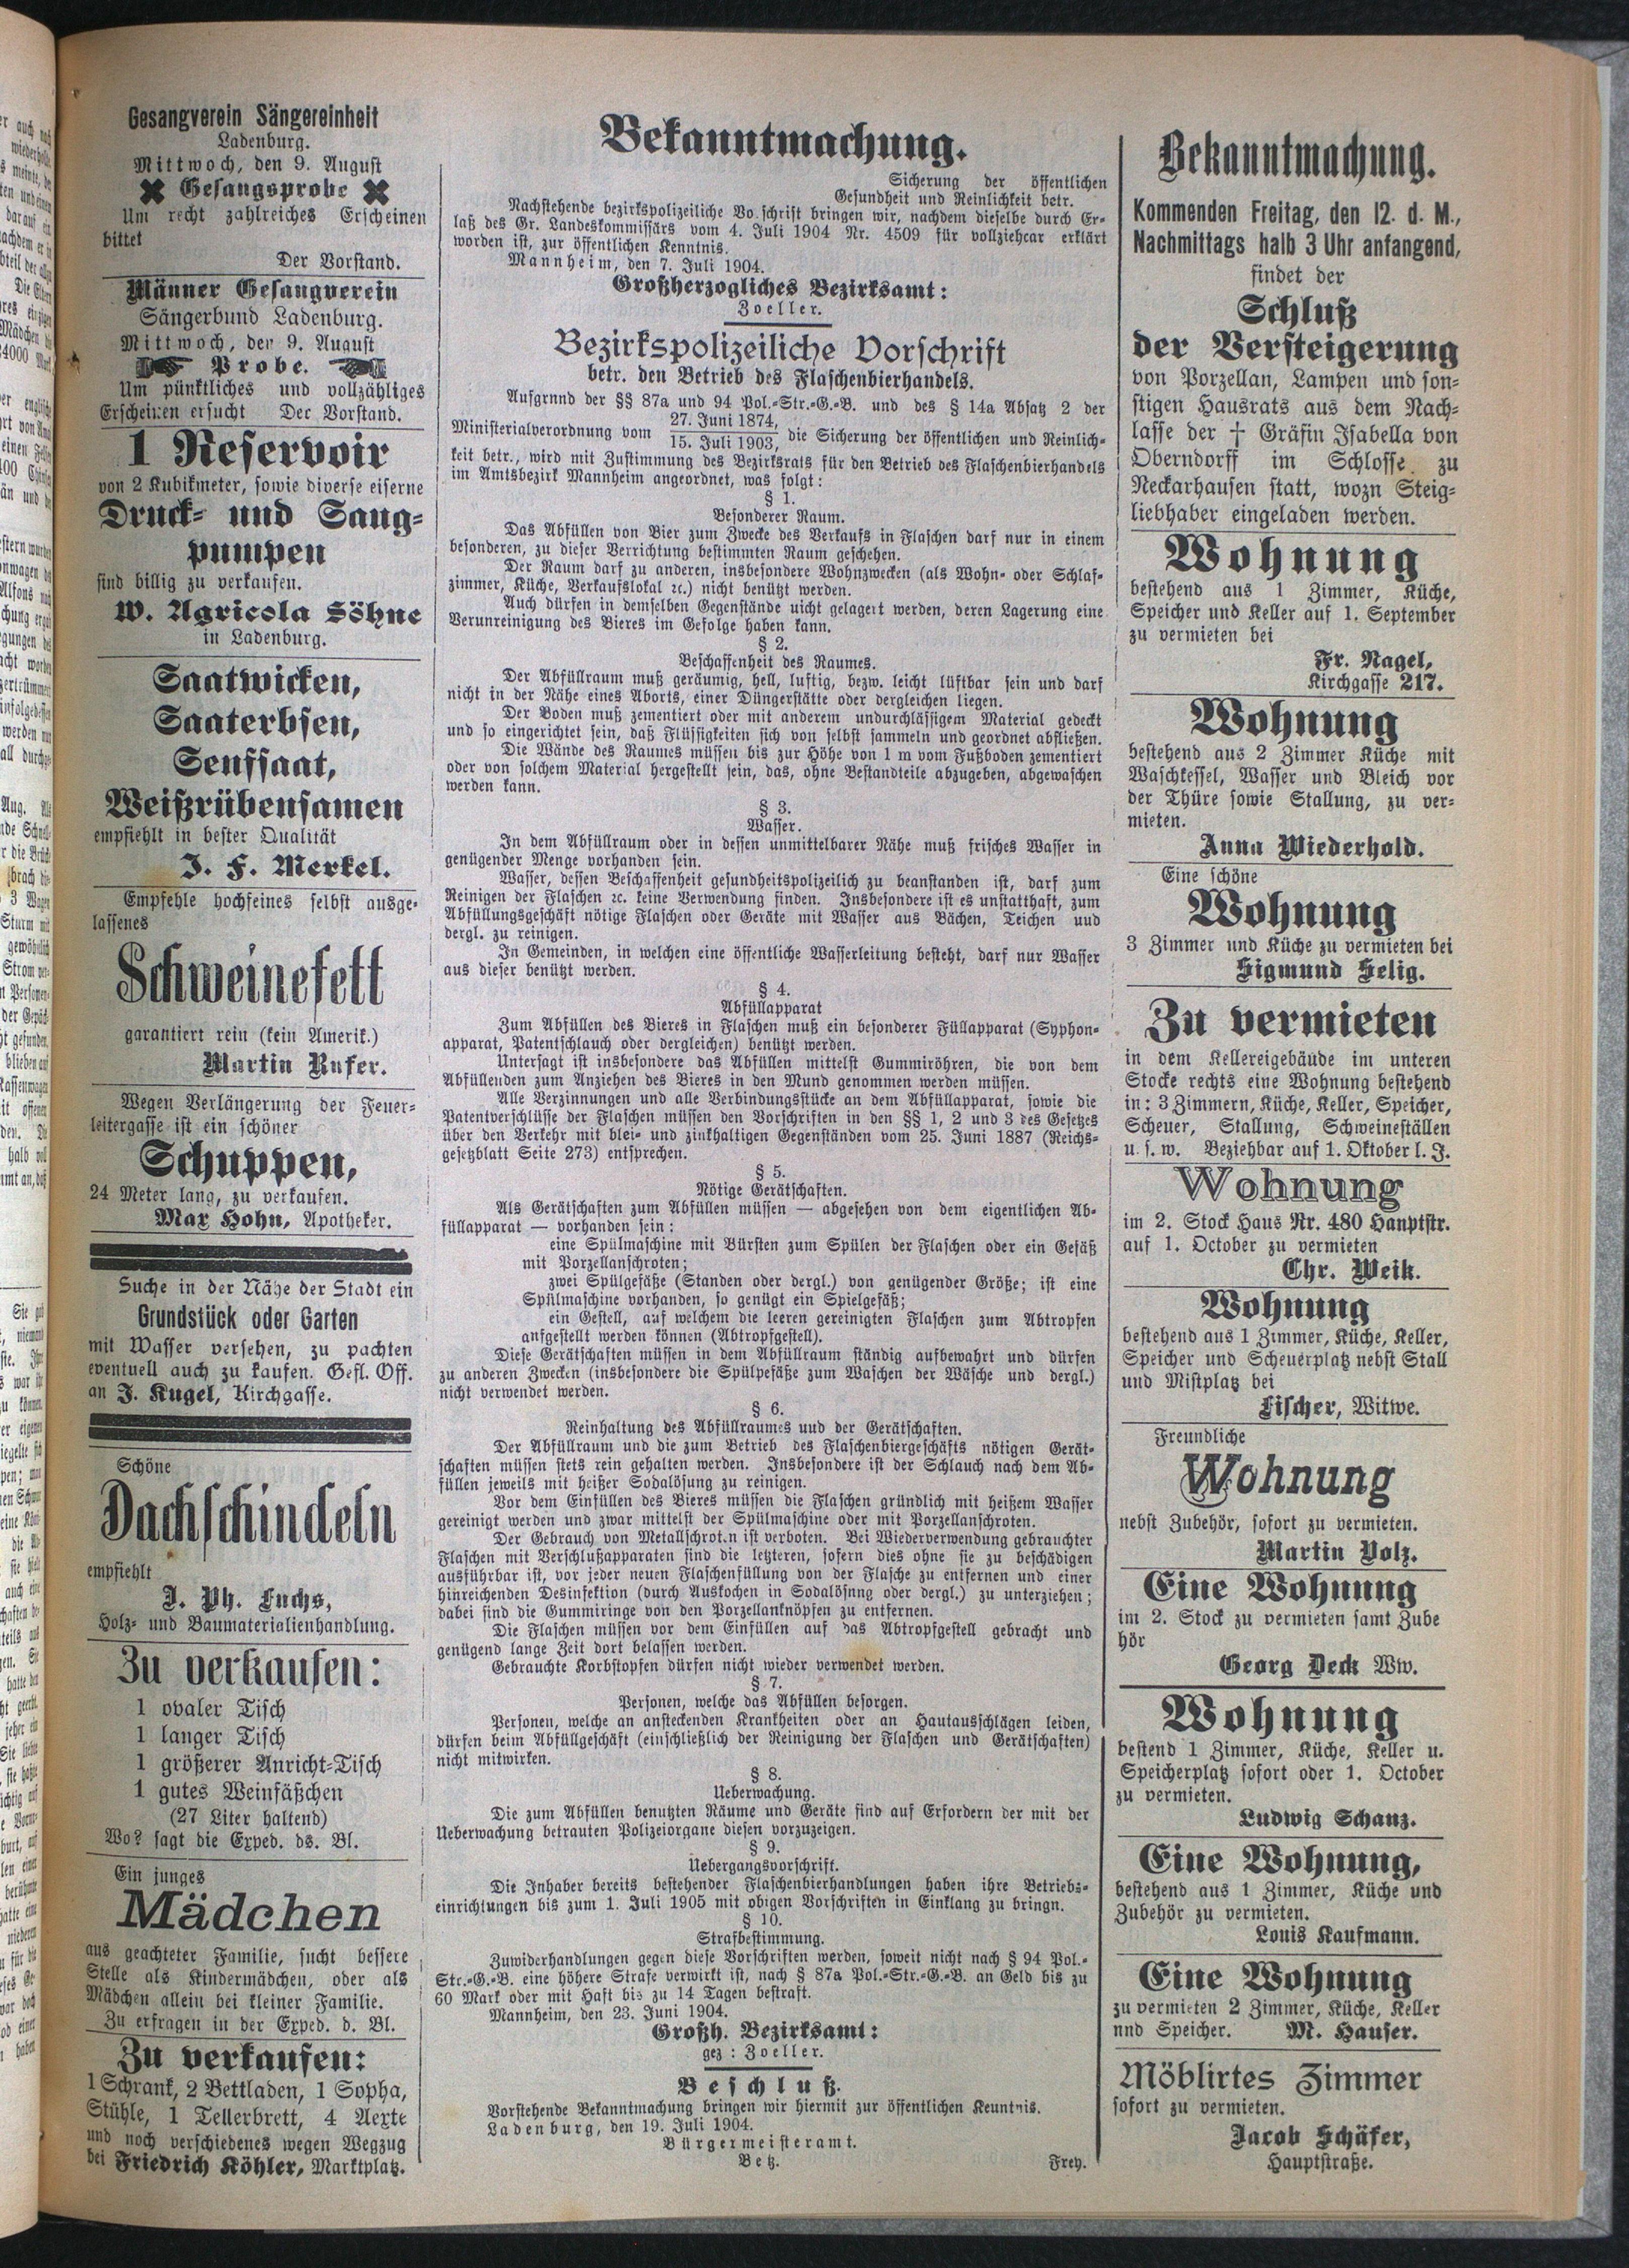 Gesangverein Sängereinheit
Ladenburg.
Mittwoch, den 9. August
Gesangsprobe
Um recht zahlreiches Erscheinen
bittet
Der Vorstand.
Männer Gesangverein
Sängerbund Ladenburg.
Mittwoch, den 9. August
Probe.
Um pünktliches und vollzähliges
Erscheinen ersucht Der Vorstand.
1 Reservoir
von 2 Kubikmeter, sowie diverse eiserne
Druck- und Saug-
pumpen
sind billig zu verkaufen.
W. Agricola Söhne
in Ladenburg.
Saatwicken,
Saaterbsen,
Senfsaat,
Weißrübensamen
empfiehlt in bester Qualität
J. F. Merkel.
Empfehle hochfeines selbst ausge-
lassenes
Schweinefett
garantiert rein (kein Amerik.)
Martin Rufer.
Wegen Verlängerung der Feuer-
leitergasse ist ein schöner
Schuppen,
24 Meter lang, zu verkaufen.
Max Hohn, Apotheker.
Suche in der Nähe der Stadt ein
Grundstück oder Garten
mit Wasser versehen, zu pachten
eventuell auch zu kaufen. Gefl. Off.
an J. Kugel, Kirchgasse.
Schöne
Dachschindeln
empfiehlt
J. Ph. Fuchs,
Holz- und Baumaterialienhandlung.
Zu verkaufen:
1 ovaler Tisch
1 langer Tisch
1 größerer Anricht-Tisch
1 gutes Weinfäßchen
(27 Liter haltend)
Wo? sagt die Exped. ds. Bl.
Ein junges
Mädchen
aus geachteter Familie, sucht bessere
Stelle als Kindermädchen, oder als
Mädchen allein bei kleiner Familie.
Zu erfragen in der Exped. d. Bl.
Zu verkaufen:
1 Schrank, 2 Bettladen, 1 Sopha,
Stühle, 1 Tellerbrett, 4 Aexte
und noch verschiedenes wegen Wegzug
bei Friedrich Köhler, Marktplatz.
Bekanntmachung.
Sicherung der öffentlichen
Gesundheit und Reinlichkeit betr.
Nachstehende bezirkspolizeiliche Vo.schrift bringen wir, nachdem dieselbe durch Er-
laß des Gr. Landeskommissärs vom 4. Juli 1904 Nr. 4509 für vollziehcar erklärt
worden ist, zur öffentlichen Kenntnis.
Mannheim, den 7. Juli 1904.
Großherzogliches Bezirksamt:
Zoeller.
Bezirkspolizeiliche Vorschrift
betr. den Betrieb des Flaschenbierhandels.
Aufgrnnd der §§ 87a und 94 Pol.-Str.-G.-B. und des § 14a Absatz 2 der
Ministerialverordnung vom 27. Juni 1874, 15. Juli 1903, die Sicherung der öffentlichen und Reinlich-
keit betr., wird mit Zustimmung des Bezirksrats für den Betrieb des Flaschenbierhandels
im Amtsbezirk Mannheim angeordnet, was folgt:
§ 1.
Besonderer Raum.
Das Abfüllen von Bier zum Zwecke des Verkaufs in Flaschen darf nur in einem
besonderen, zu dieser Verrichtung bestimmten Raum geschehen.
Der Raum darf zu anderen, insbesondere Wohnzwecken (als Wohn- oder Schlaf-
zimmer, Küche, Verkaufslokal ꝛc.) nicht benützt werden.
Auch dürfen in demselben Gegenstände nicht gelagert werden, deren Lagerung eine
Verunreinigung des Bieres im Gefolge haben kann.
§ 2.
Beschaffenheit des Raumes.
Der Abfüllraum muß geräumig, hell, luftig, bezw. leicht lüftbar sein und darf
nicht in der Nähe eines Aborts, einer Düngerstätte oder dergleichen liegen.
Der Boden muß zementiert oder mit anderem undurchlässigem Material gedeckt
und so eingerichtet sein, daß Flüssigkeiten sich von selbst sammeln und geordnet abfließen.
Die Wände des Raumes müssen bis zur Höhe von 1 m vom Fußboden zementiert
oder von solchem Material hergestellt sein, das, ohne Bestandteile abzugeben, abgewaschen
werden kann.
§ 3.
Wasser.
In dem Abfüllraum oder in dessen unmittelbarer Nähe muß frisches Wasser in
genügender Menge vorhanden sein.
Wasser, dessen Beschaffenheit gesundheitspolizeilich zu beanstanden ist, darf zum
Reinigen der Flaschen ꝛc. keine Verwendung finden. Insbesondere ist es unstatthaft, zum
Abfüllungsgeschäft nötige Flaschen oder Geräte mit Wasser aus Bächen, Teichen uud
dergl. zu reinigen.
In Gemeinden, in welchen eine öffentliche Wasserleitung besteht, darf nur Wasser
aus dieser benützt werden.
§ 4.
Abfüllapparat
Zum Abfüllen des Bieres in Flaschen muß ein besonderer Füllapparat (Syphon-
apparat, Patentschlauch oder dergleichen) benützt werden.
Untersagt ist insbesondere das Abfüllen mittelst Gummiröhren, die von dem
Abfüllenden zum Anziehen des Bieres in den Mund genommen werden müssen.
Alle Verzinnungen und alle Verbindungsstücke an dem Abfüllapparat, sowie die
Patentverschlüsse der Flaschen müssen den Vorschriften in den §§ 1, 2 und 3 des Gesetzes
über den Verkehr mit blei- und zinkhaltigen Gegenständen vom 25. Juni 1887 (Reichs-
gesetzblatt Seite 273) entsprechen.
§ 5.
Nötige Gerätschaften.
Als Gerätschaften zum Abfüllen müssen — abgesehen von dem eigentlichen Ab-
füllapparat — vorhanden sein:
eine Spülmaschine mit Bürsten zum Spülen der Flaschen oder ein Gefäß
mit Porzellanschroten;
zwei Spülgefäße (Standen oder dergl.) von genügender Größe; ist eine
Spülmaschine vorhanden, so genügt ein Spielgefäß;
ein Gestell, auf welchem die leeren gereinigten Flaschen zum Abtropfen
aufgestellt werden können (Abtropfgestell).
Diese Gerätschaften müssen in dem Abfüllraum ständig aufbewahrt und dürfen
zu anderen Zwecken (insbesondere die Spülpefäße zum Waschen der Wäsche und dergl.)
nicht verwendet werden.
§ 6.
Reinhaltung des Abfüllraumes und der Gerätschaften.
Der Abfüllraum und die zum Betrieb des Flaschenbiergeschäfts nötigen Gerät-
schaften müssen stets rein gehalten werden. Insbesondere ist der Schlauch nach dem Ab-
füllen jeweils mit heißer Sodalösung zu reinigen.
Vor dem Einfüllen des Bieres müssen die Flaschen gründlich mit heißem Wasser
gereinigt werden und zwar mittelst der Spülmaschine oder mit Porzellanschroten.
Der Gebrauch von Metallschrot.n ist verboten. Bei Wiederverwendung gebrauchter
Flaschen mit Verschlußapparaten sind die letzteren, sofern dies ohne sie zu beschädigen
ausführbar ist, vor jeder neuen Flaschenfüllung von der Flasche zu entfernen und einer
hinreichenden Desinfektion (durch Auskochen in Sodalösnng oder dergl.) zu unterziehen;
dabei sind die Gummiringe von den Porzellanknöpfen zu entfernen.
Die Flaschen müssen vor dem Einfüllen auf das Abtropfgestell gebracht und
genügend lange Zeit dort belassen werden.
Gebrauchte Korbstopfen dürfen nicht wieder verwendet werden.
§ 7.
Personen, welche das Abfüllen besorgen.
Personen, welche an ansteckenden Krankheiten oder an Hautausschlägen leiden,
dürfen beim Abfüllgeschäft (einschließlich der Reinigung der Flaschen und Gerätschaften)
nicht mitwirken.
§ 8.
Ueberwachung.
Die zum Abfüllen benutzten Räume und Geräte sind auf Erfordern der mit der
Ueberwachung betrauten Polizeiorgane diesen vorzuzeigen.
§ 9.
Uebergangsvorschrift.
Die Inhaber bereits bestehender Flaschenbierhandlungen haben ihre Betriebs-
einrichtungen bis zum 1. Juli 1905 mit obigen Vorschriften in Einklang zu bringn.
§ 10.
Strafbestimmung.
Zuwiderhandlungen gegen diese Vorschriften werden, soweit nicht nach § 94 Pol.-
Str.-G.-B. eine höhere Strafe verwirkt ist, nach § 87a Pol.-Str.-G.-B. an Geld bis zu
60 Mark oder mit Haft bis zu 14 Tagen bestraft.
Mannheim, den 23. Juni 1904.
Großh. Bezirksamt:
gez: Zoeller.
Beschluß.
Vorstehende Bekanntmachung bringen wir hiermit zur öffentlichen Keuntnis.
Ladenburg, den 19. Juli 1904.
Bürgermeisteramt.
Betz. Frey.
Bekanntmachung.
Kommenden Freitag, den 12. d. M.,
Nachmittags halb 3 Uhr anfangend,
findet der
Schluß
der Versteigerung
von Porzellan, Lampen und son-
stigen Hausrats aus dem Nach-
lasse der † Gräfin Isabella von
Oberndorff im Schlosse zu
Neckarhausen statt, wozn Steig-
liebhaber eingeladen werden.
Wohnung
bestehend aus 1 Zimmer, Küche,
Speicher und Keller auf 1. September
zu vermieten bei
Fr. Nagel,
Kirchgasse 217.
Wohnung
bestehend aus 2 Zimmer Küche mit
Waschkessel, Wasser und Bleich vor
der Thüre sowie Stallung, zu ver-
mieten.
Anna Wiederhold.
Eine schöne
Wohnung
3 Zimmer und Küche zu vermieten bei
Sigmund Selig.
Zu vermieten
in dem Kellereigebäude im unteren
Stocke rechts eine Wohnung bestehend
in: 3 Zimmern, Küche, Keller, Speicher,
Scheuer, Stallung, Schweineställen
u. s. w. Beziehbar auf 1. Oktober l. J.
Wohnung
im 2. Stock Haus Nr. 480 Hauptstr.
auf 1. October zu vermieten
Chr. Weik.
Wohnung
bestehend aus 1 Zimmer, Küche, Keller,
Speicher und Scheuerplatz nebst Stall
und Mistplatz bei
Fischer, Witwe.
Freundliche
Wohnung
nebst Zubehör, sofort zu vermieten.
Martin Volz.
Eine Wohnung
im 2. Stock zu vermieten samt Zube
hör
Georg Deck Ww.
Wohnung
bestend 1 Zimmer, Küche, Keller u.
Speicherplatz sofort oder 1. October
zu vermieten.
Ludwig Schanz.
Eine Wohnung,
bestehend aus 1 Zimmer, Küche und
Zubehör zu vermieten.
Louis Kaufmann.
Eine Wohnung
zu vermieten 2 Zimmer, Küche, Keller
nnd Speicher. M. Hauser.
Möblirtes Zimmer
sofort zu vermieten.
Jacob Schäfer,
Hauptstraße.